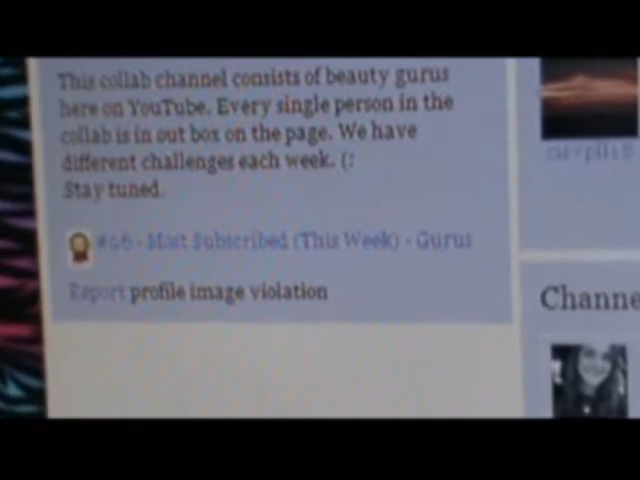 This collab channel consists of beauty gurus
here on YouTube. Every single person in the
collab is in out box on the page. We have
different challenges each week. (:
Stay tuned.
#96 - Most Subscribed (This Week) - Gurus
Report profile image violation
Channe